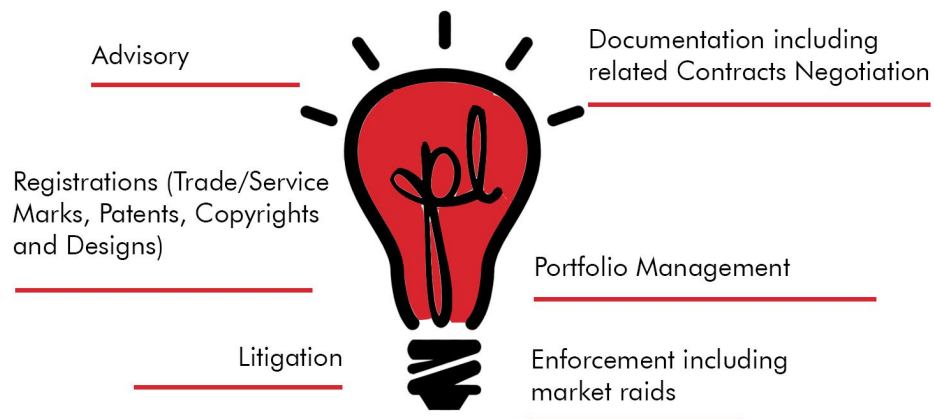 Advisory
Documentation including
related Contracts Negotiation
Registrations (Trade/Service
Marks, Patents, Copyrights
and Designs)
pl
Portfolio Management
Litigation
Enforcement including
market raids